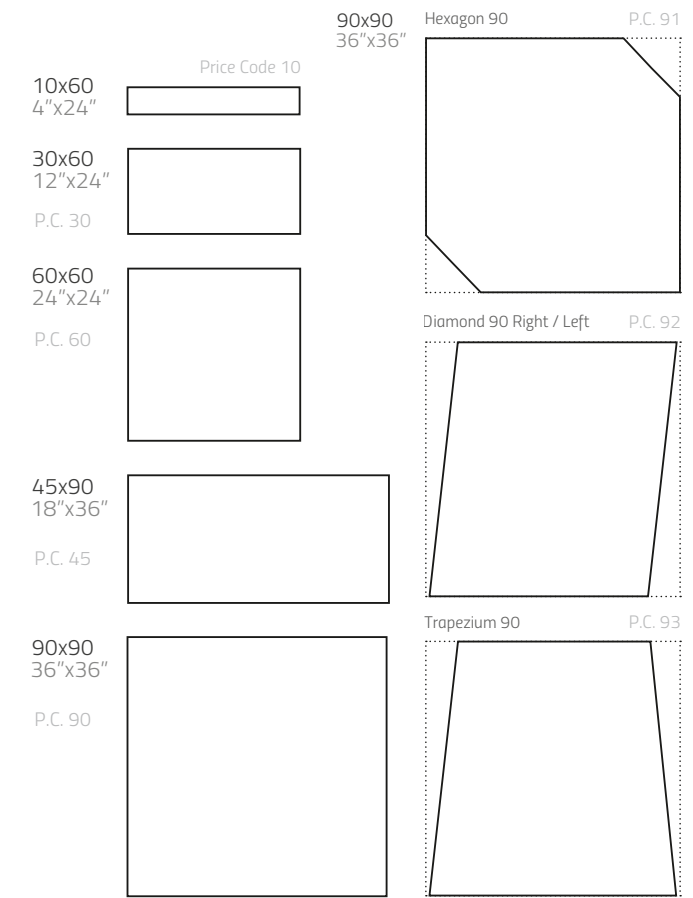 Price Code 10
10x60
4"x24"
30x60
12"x24"
P.C. 30
60x60
24"x24"
P.C. 60
45x90
18"x36"
P.C. 45
90x90
36"x36"
P.C. 90
90x90
36"x36"
Hexagon 90 P.C. 91
Diamond 90 Right / Left P.C. 92
Trapezium 90 P.C. 93